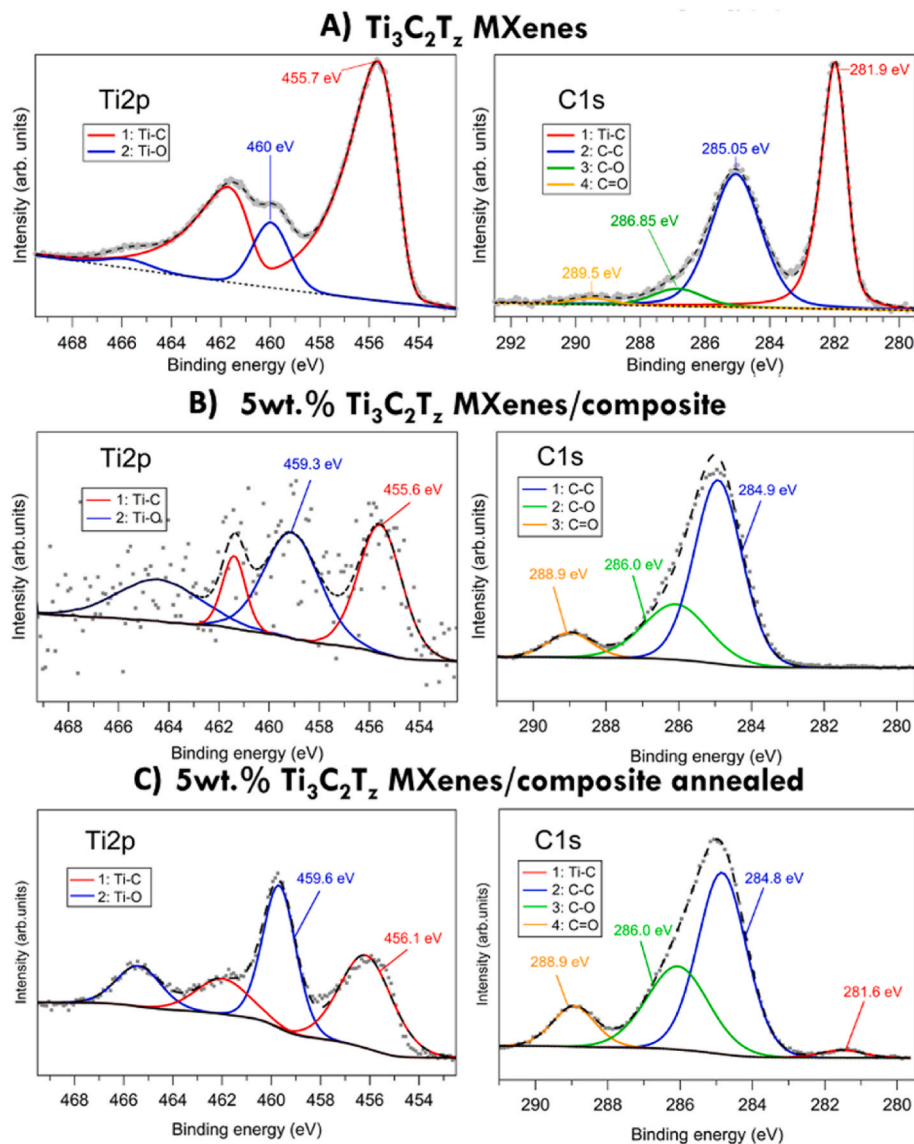 A) Ti3C2Tz MXenes
Ti2p
1: Ti-C
2: Ti-O
455.7 eV
460 eV
Intensity (arb. units)
468 466 464 462 460 458 456 454
Binding energy (eV)
C1s
1: Ti-C
2: C-C
3: C-O
4: C=O
281.9 eV
285.05 eV
286.85 eV
289.5 eV
Intensity (arb. units)
292 290 288 286 284 282 280
Binding energy (eV)
B) 5wt.% Ti3C2Tz MXenes/composite
Ti2p
1: Ti-C
2: Ti-O
459.3 eV
455.6 eV
Intensity (arb.units)
468 466 464 462 460 458 456 454
Binding energy (eV)
C1s
1: C-C
2: C-O
3: C=O
284.9 eV
286.0 eV
288.9 eV
Intensity (arb.units)
290 288 286 284 282 280
Binding energy (eV)
C) 5wt.% Ti3C2Tz MXenes/composite annealed
Ti2p
1: Ti-C
2: Ti-O
459.6 eV
456.1 eV
Intensity (arb.units)
468 466 464 462 460 458 456 454
Binding energy (eV)
C1s
1: Ti-C
2: C-C
3: C-O
4: C=O
284.8 eV
286.0 eV
288.9 eV
281.6 eV
Intensity (arb.units)
290 288 286 284 282 280
Binding energy (eV)